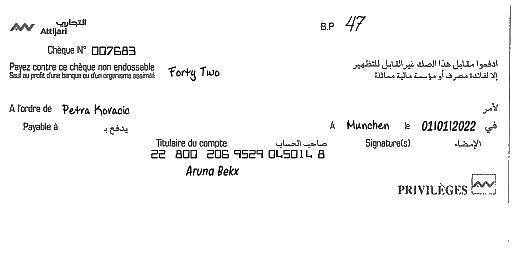 التجاري
Attijari
B.P 47
Chèque N° 007683
Payez contre ce chèque non endossable
Sauf au profit d'une banque ou d'un organisme assimilé
Forty Two
ادفعوا مقابل هذا الصك غير القابل للتظهير
إلا لفائدة مصرف أو مؤسسة مالية مماثلة
A l'ordre de Petra Kovacic لأمر
Payable à يدفع بـ
A Munchen le 01/01/2022 في
Titulaire du compte صاحب الحساب
Signature(s) الإمضاء
22 800 206 9529 045014 8
Aruna Bekx
PRIVILÈGES